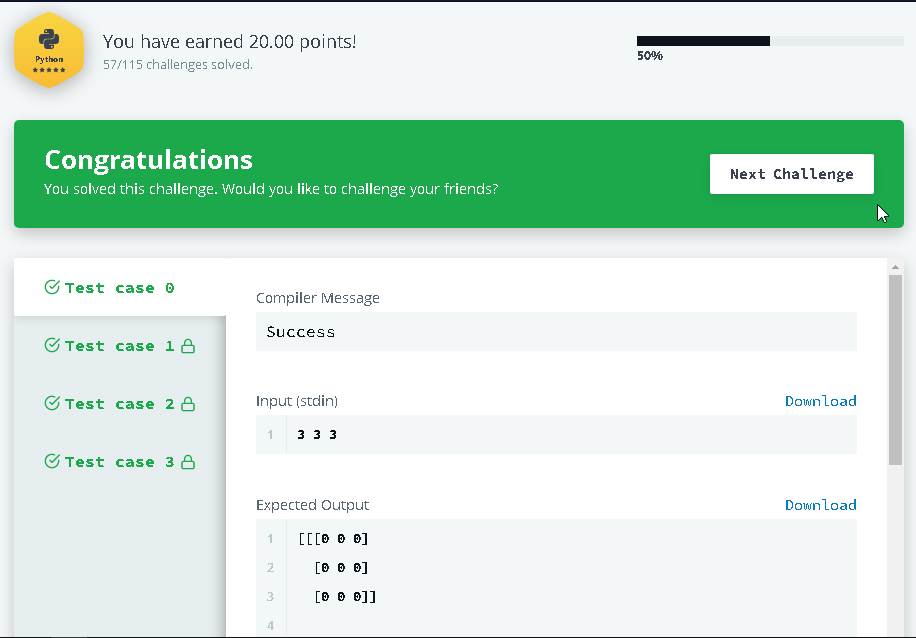 Python
★★★★★
You have earned 20.00 points!
57/115 challenges solved.
50%
Congratulations
You solved this challenge. Would you like to challenge your friends?
Next Challenge
Test case 0
Test case 1
Test case 2
Test case 3
Compiler Message
Success
Input (stdin)
Download
1 3 3 3
Expected Output
Download
1 [[[0 0 0]
2 [0 0 0]
3 [0 0 0]]
4